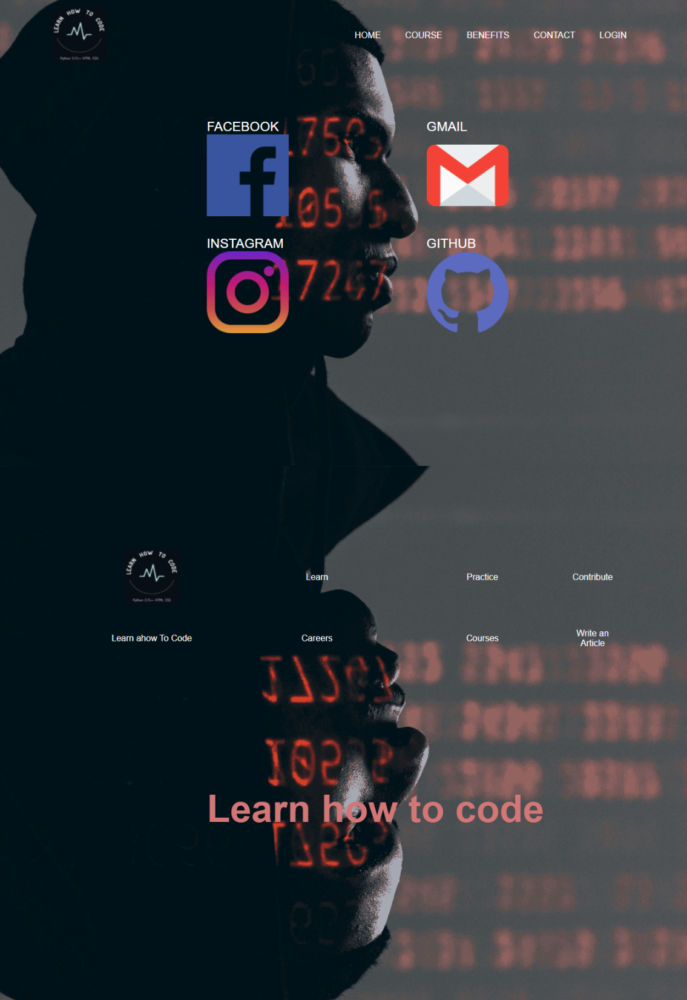 LEARN HOW TO CODE
Python C/C++ HTML CSS
HOME COURSE BENEFITS CONTACT LOGIN
FACEBOOK GMAIL
INSTAGRAM GITHUB
LEARN HOW TO CODE
Python C/C++ HTML CSS
Learn Practice Contribute
Learn ahow To Code Careers Courses Write an
Article
Learn how to code